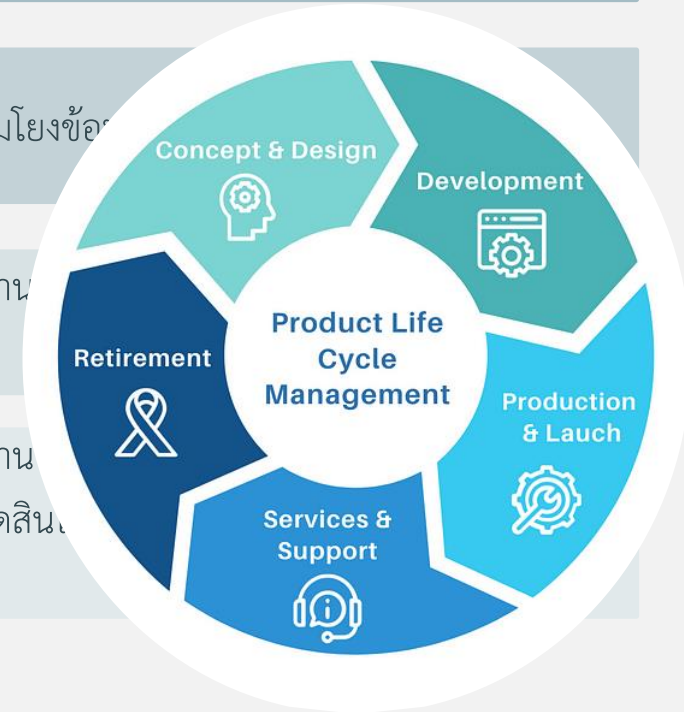 Concept & Design
Development
Production
& Lauch
Services &
Support
Retirement
Product Life
Cycle
Management